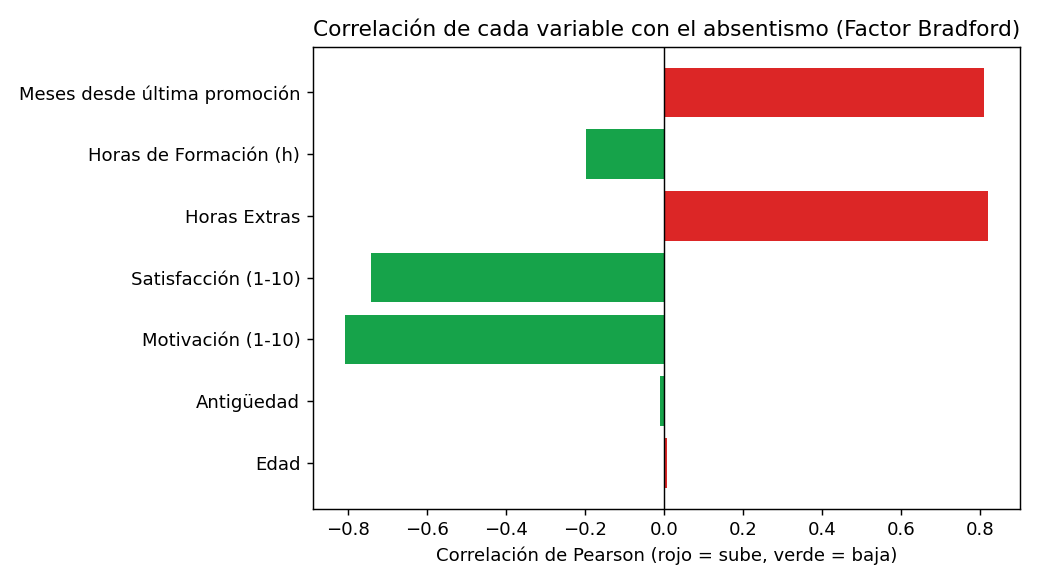 Correlación de cada variable con el absentismo (Factor Bradford)
Meses desde última promoción
Horas de Formación (h)
Horas Extras
Satisfacción (1-10)
Motivación (1-10)
Antigüedad
Edad
−0.8 −0.6 −0.4 −0.2 0.0 0.2 0.4 0.6 0.8
Correlación de Pearson (rojo = sube, verde = baja)